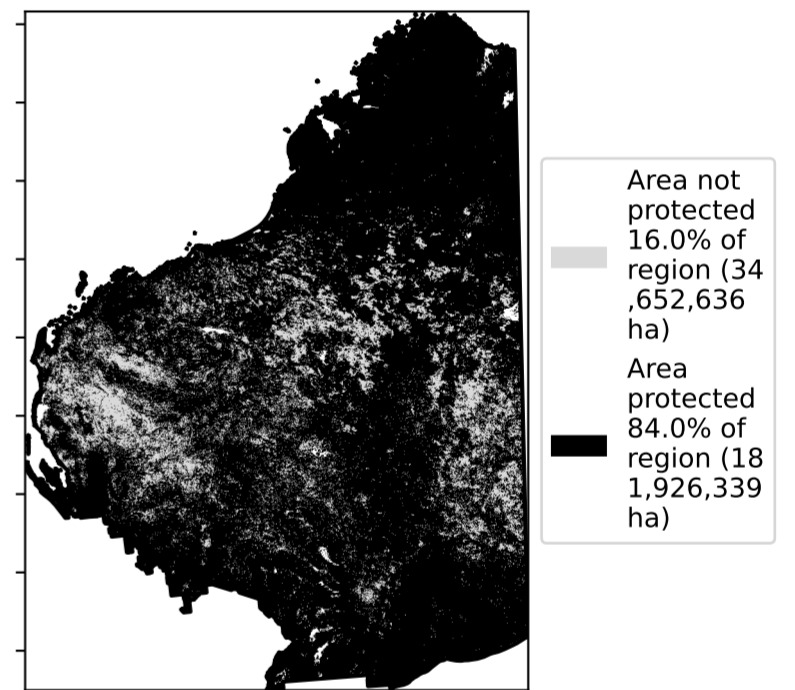 Area not
protected
16.0% of
region (34
,652,636
ha)
Area
protected
84.0% of
region (18
1,926,339
ha)